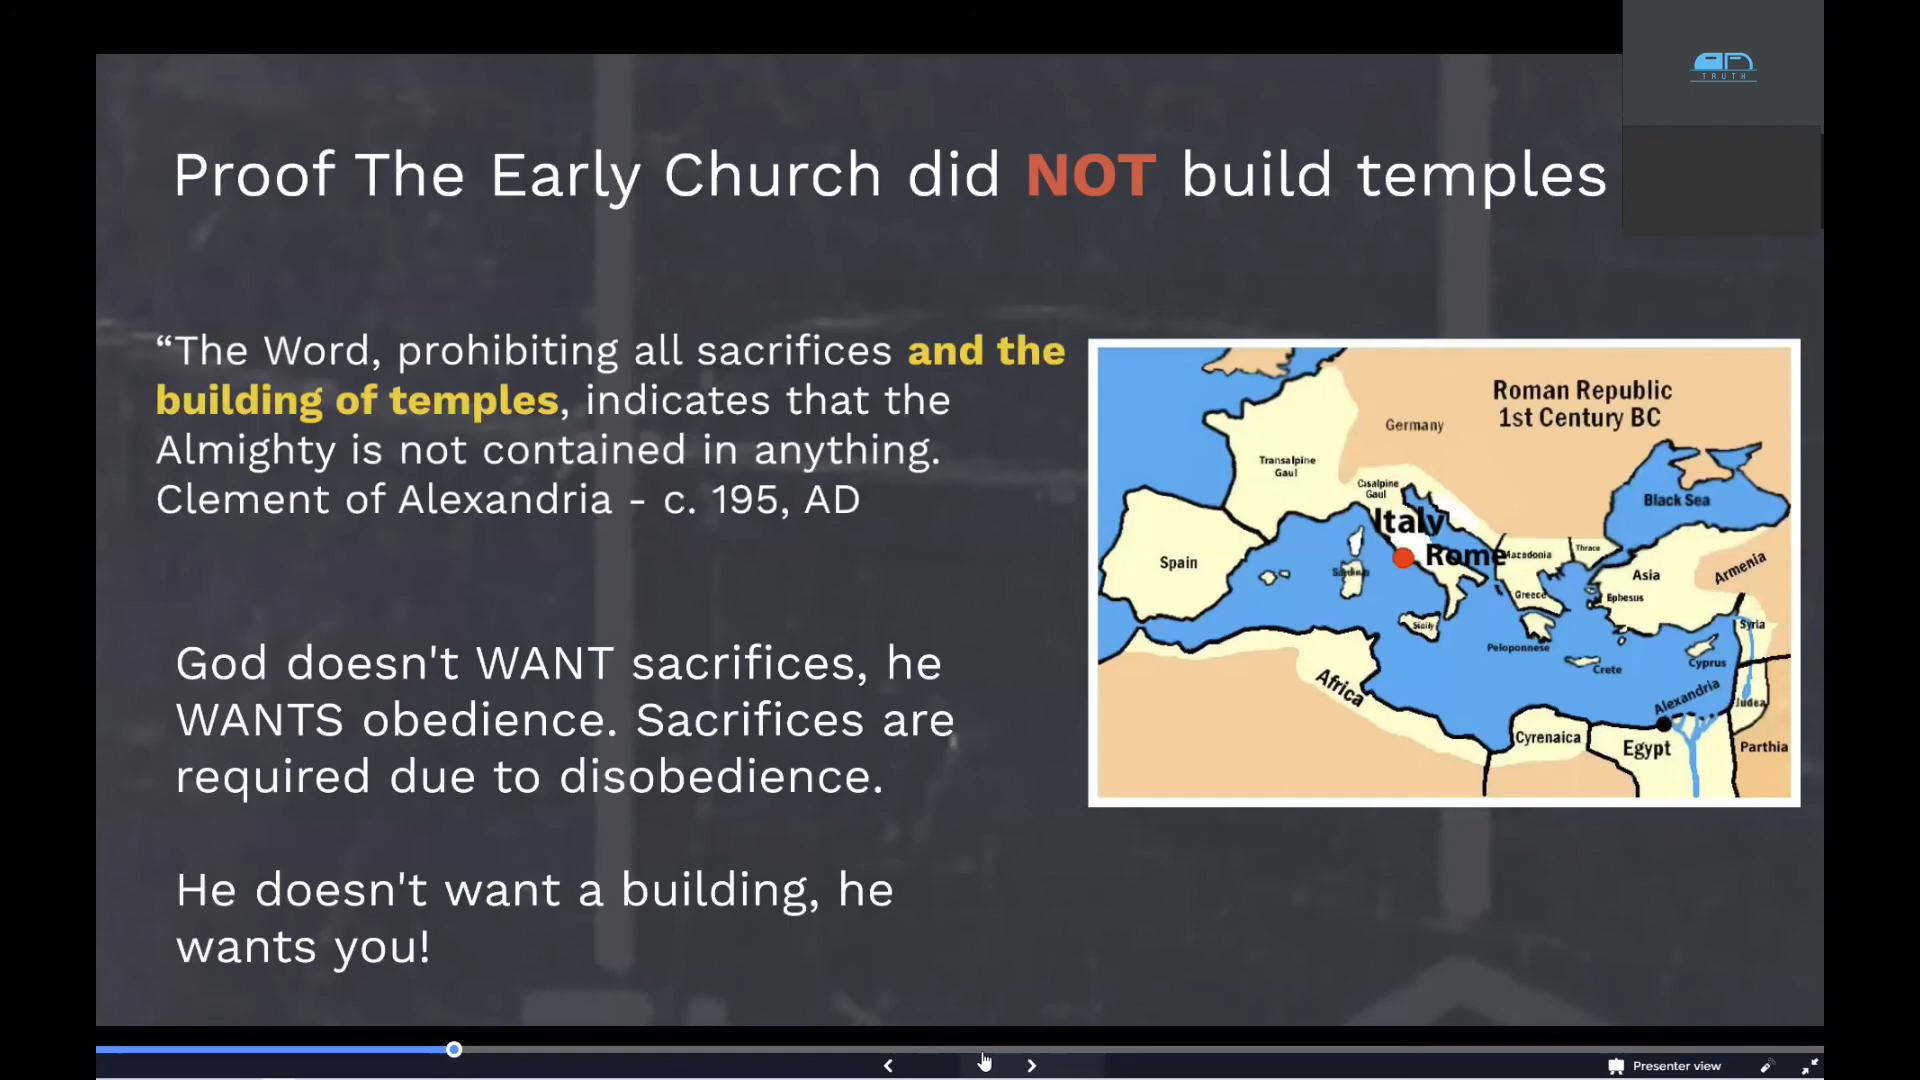 TRUTH
Proof The Early Church did NOT build temples
“The Word, prohibiting all sacrifices and the
building of temples, indicates that the
Almighty is not contained in anything.
Clement of Alexandria - c. 195, AD
God doesn't WANT sacrifices, he
WANTS obedience. Sacrifices are
required due to disobedience.
He doesn't want a building, he
wants you!
Roman Republic
1st Century BC
Germany
Transalpine
Gaul
Cisalpine
Gaul
Black Sea
Italy
Rome
Macedonia
Thrace
Spain
Sardinia
Asia
Armenia
Greece
Ephesus
Sicily
Syria
Peloponnese
Crete
Cyprus
Africa
Alexandria
Judea
Cyrenaica
Egypt
Parthia
Presenter view